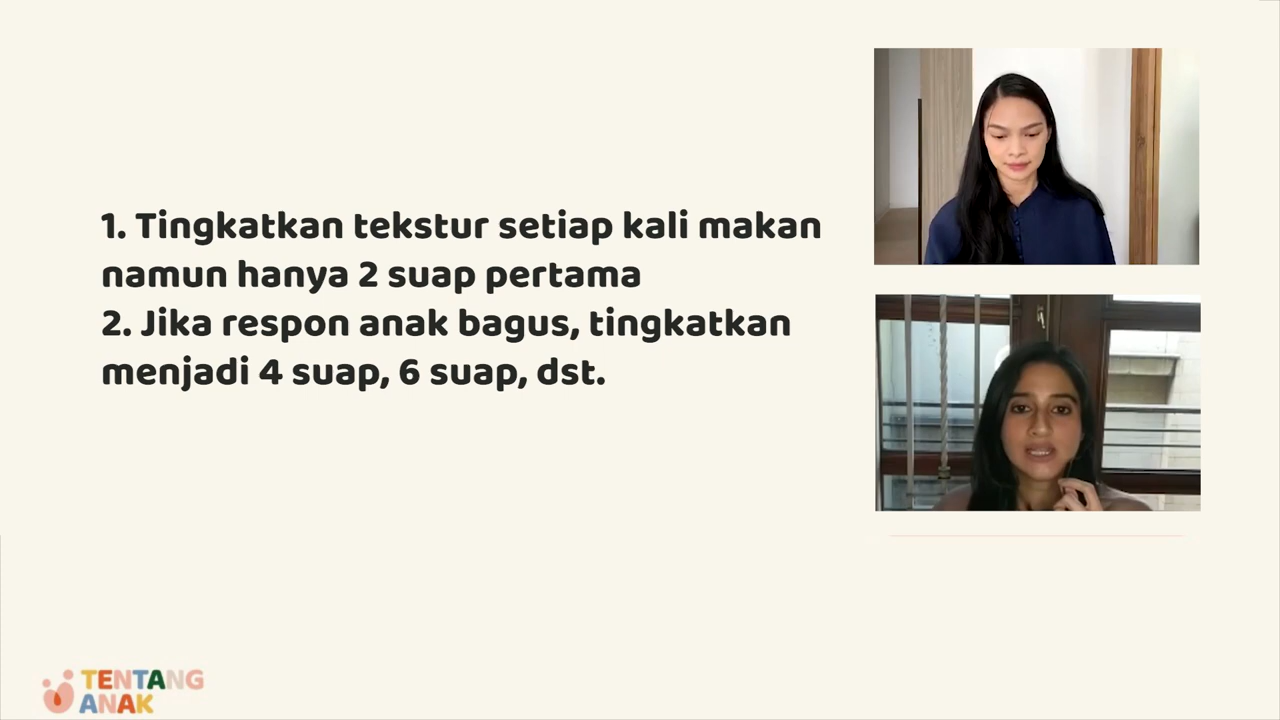 1. Tingkatkan tekstur setiap kali makan
namun hanya 2 suap pertama
2. Jika respon anak bagus, tingkatkan
menjadi 4 suap, 6 suap, dst.
TENTANG
ANAK